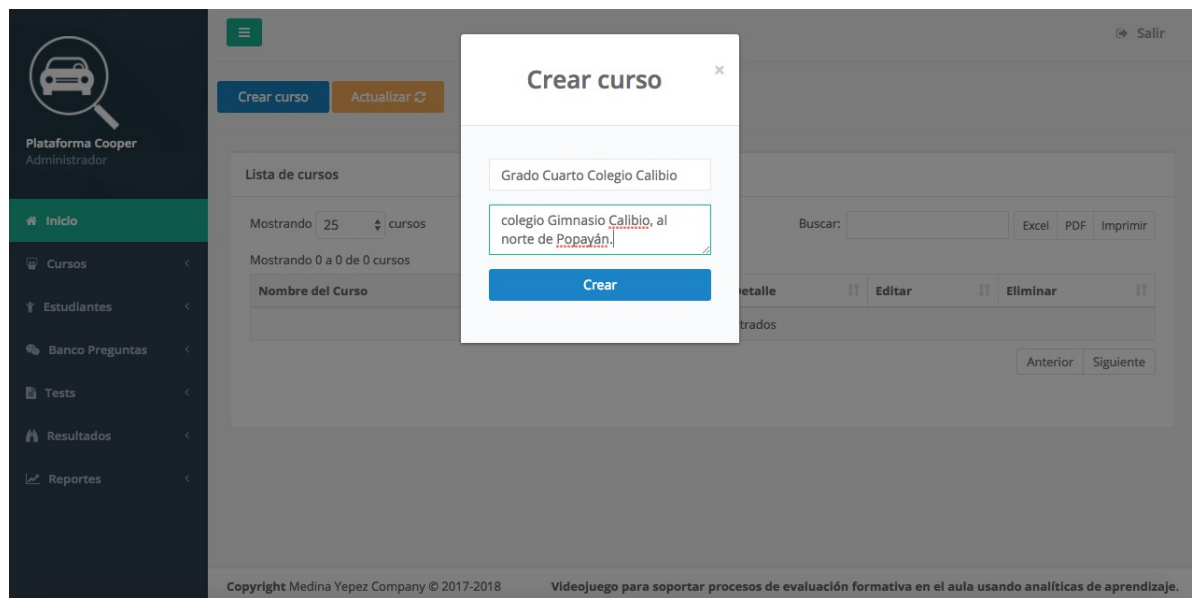 Salir
Crear curso
×
Crear curso
Actualizar
Plataforma Cooper
Administrador
Lista de cursos
Grado Cuarto Colegio Calibio
Inicio
Mostrando 25 cursos
colegio Gimnasio Calibio, al
norte de Popayán.
Buscar:
Excel PDF Imprimir
Cursos
Mostrando 0 a 0 de 0 cursos
Crear
Nombre del Curso
Editar
Eliminar
Estudiantes
Banco Preguntas
Anterior Siguiente
Tests
Resultados
Reportes
Copyright Medina Yepez Company © 2017-2018
Videojuego para soportar procesos de evaluación formativa en el aula usando analíticas de aprendizaje.